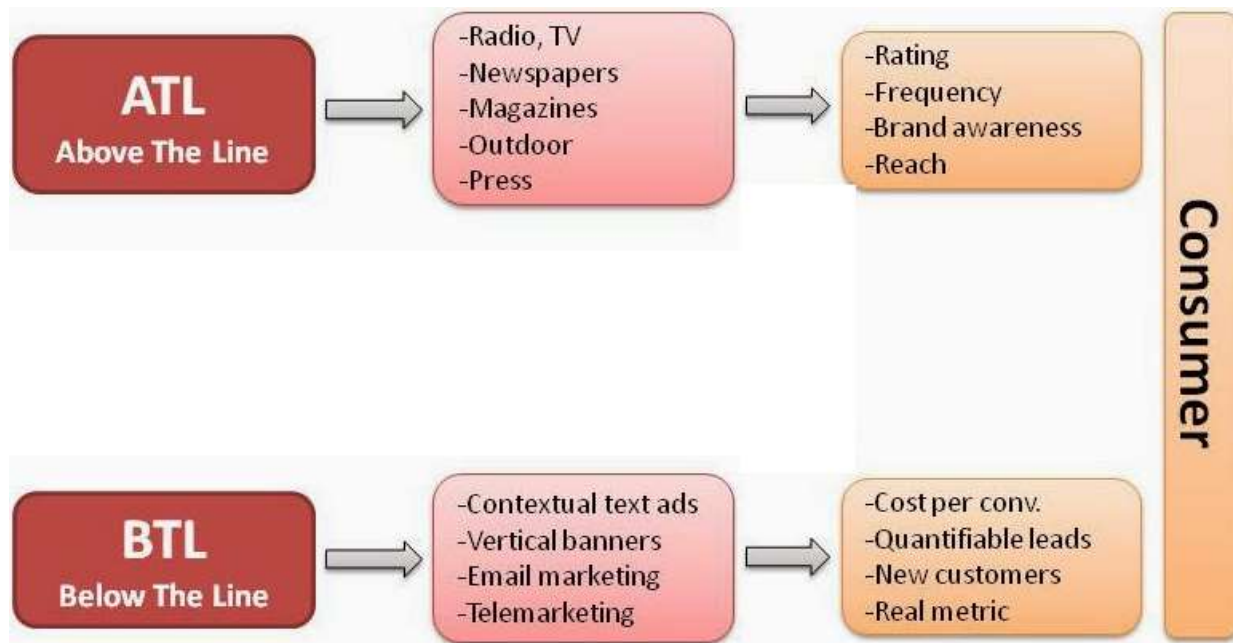 ATL
Above The Line
-Radio, TV
-Newspapers
-Magazines
-Outdoor
-Press
-Rating
-Frequency
-Brand awareness
-Reach
Consumer
BTL
Below The Line
-Contextual text ads
-Vertical banners
-Email marketing
-Telemarketing
-Cost per conv.
-Quantifiable leads
-New customers
-Real metric